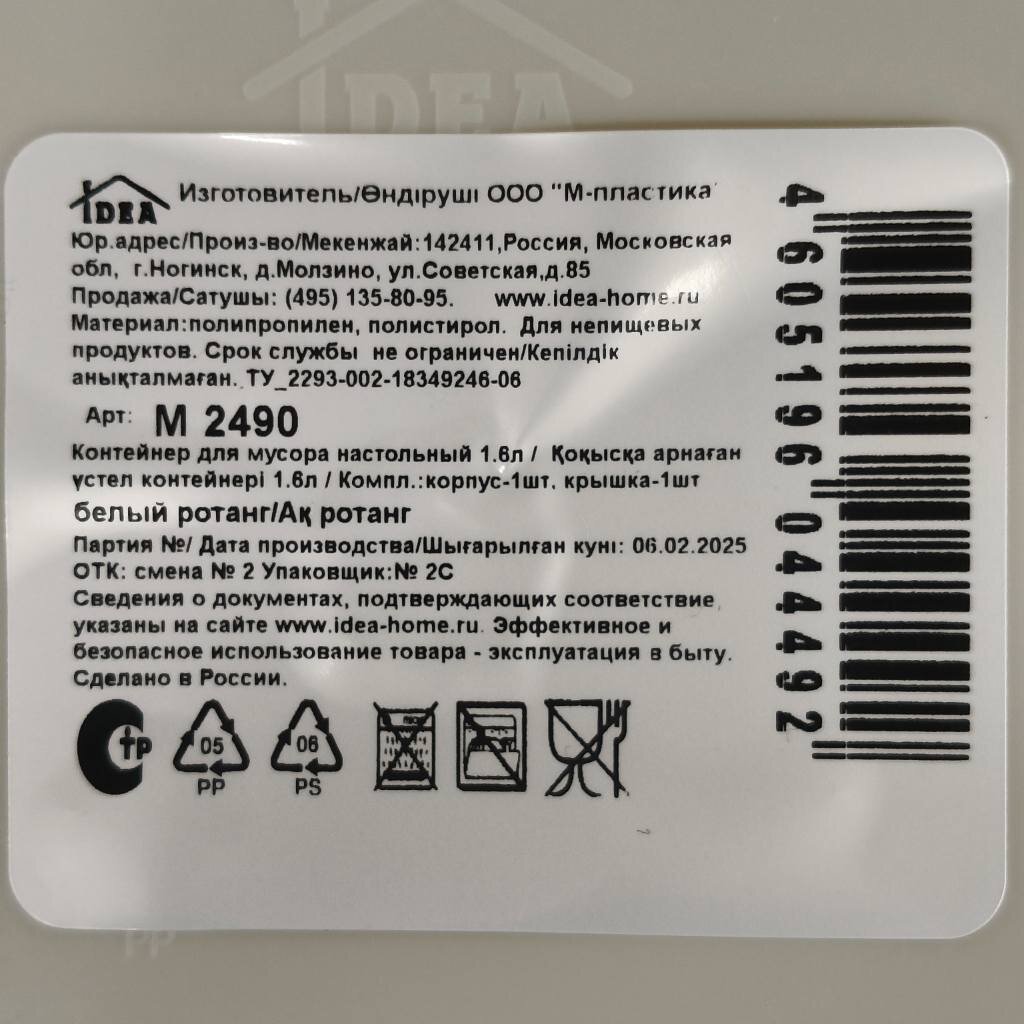 IDEA
IDEA Изготовитель/Өндіруші ООО "М-пластика"
Юр.адрес/Произ-во/Мекенжай:142411,Россия, Московская
обл, г.Ногинск, д.Молзино, ул.Советская,д.85
Продажа/Сатушы: (495) 135-80-95. www.idea-home.ru
Материал:полипропилен, полистирол. Для непищевых
продуктов. Срок службы не ограничен/Кепілдік
анықталмаған. ТУ_2293-002-18349246-06
Арт: М 2490
Контейнер для мусора настольный 1.6л / Қоқысқа арнаған
үстел контейнері 1.6л / Компл.:корпус-1шт, крышка-1шт
белый ротанг/Ақ ротанг
Партия №/ Дата производства/Шығарылған күні: 06.02.2025
ОТК: смена № 2 Упаковщик:№ 2С
Сведения о документах, подтверждающих соответствие,
указаны на сайте www.idea-home.ru. Эффективное и
безопасное использование товара - эксплуатация в быту.
Сделано в России.
СТР 05 06
PP PS
4 605196 044492
PP